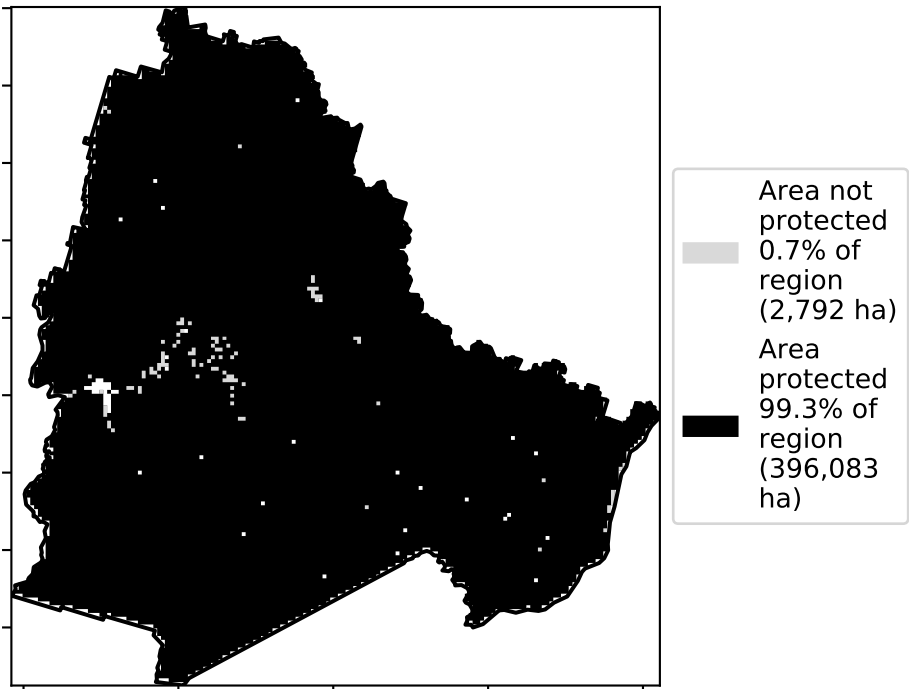 Area not
protected
0.7% of
region
(2,792 ha)
Area
protected
99.3% of
region
(396,083
ha)